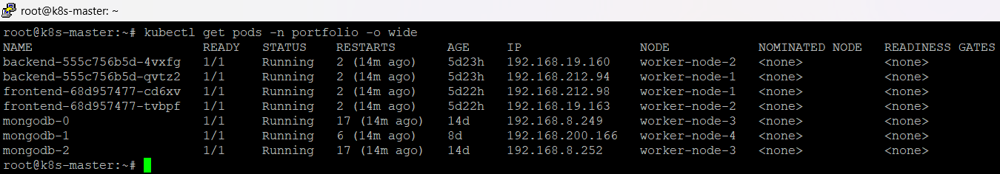 root@k8s-master: ~
root@k8s-master:~# kubectl get pods -n portfolio -o wide
NAME READY STATUS RESTARTS AGE IP NODE NOMINATED NODE READINESS GATES
backend-555c756b5d-4vxfg 1/1 Running 2 (14m ago) 5d23h 192.168.19.160 worker-node-2 <none> <none>
backend-555c756b5d-qvtz2 1/1 Running 2 (14m ago) 5d23h 192.168.212.94 worker-node-1 <none> <none>
frontend-68d957477-cd6xv 1/1 Running 2 (14m ago) 5d22h 192.168.212.98 worker-node-1 <none> <none>
frontend-68d957477-tvbpf 1/1 Running 2 (14m ago) 5d22h 192.168.19.163 worker-node-2 <none> <none>
mongodb-0 1/1 Running 17 (14m ago) 14d 192.168.8.249 worker-node-3 <none> <none>
mongodb-1 1/1 Running 6 (14m ago) 8d 192.168.200.166 worker-node-4 <none> <none>
mongodb-2 1/1 Running 17 (14m ago) 14d 192.168.8.252 worker-node-3 <none> <none>
root@k8s-master:~#